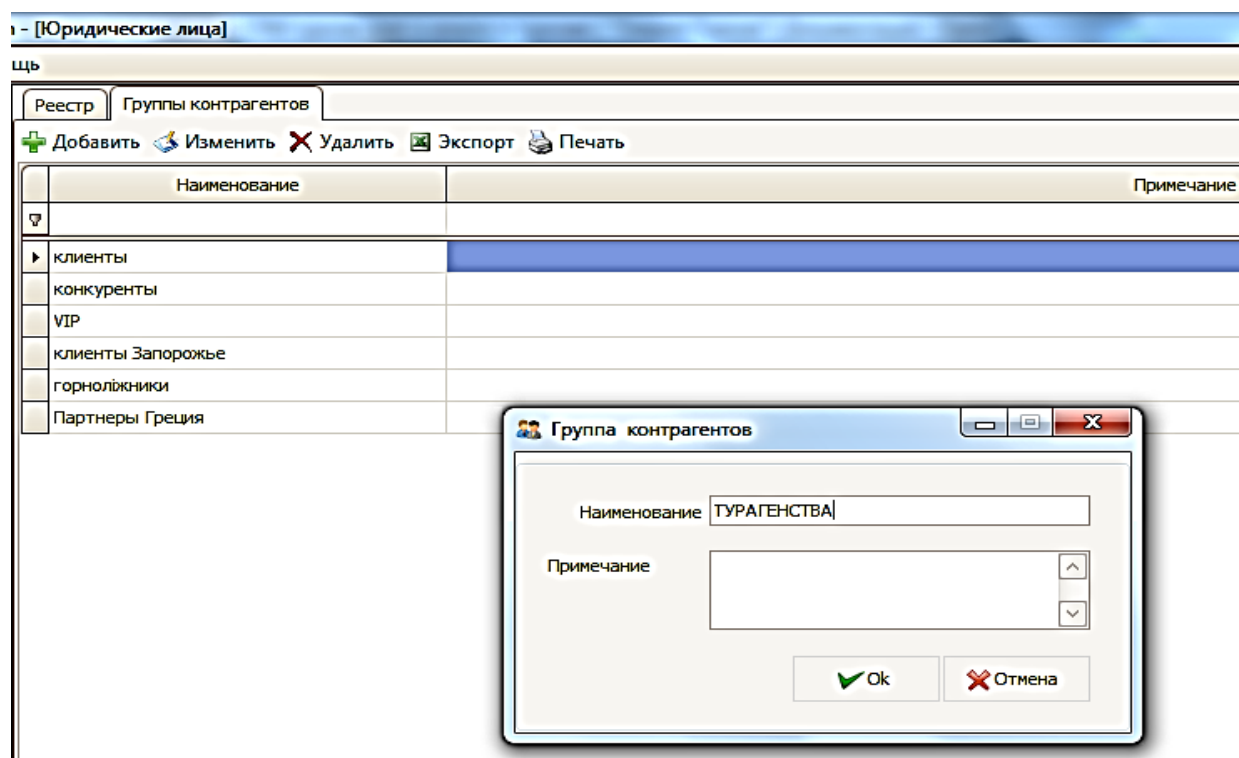 - [Юридические лица]
щь
Реестр Группы контрагентов
Добавить Изменить Удалить Экспорт Печать
Наименование Примечание
клиенты
конкуренты
VIP
клиенты Запорожье
горноліжники
Партнеры Греция
Группа контрагентов
Наименование ТУРАГЕНСТВА
Примечание
Ok Отмена